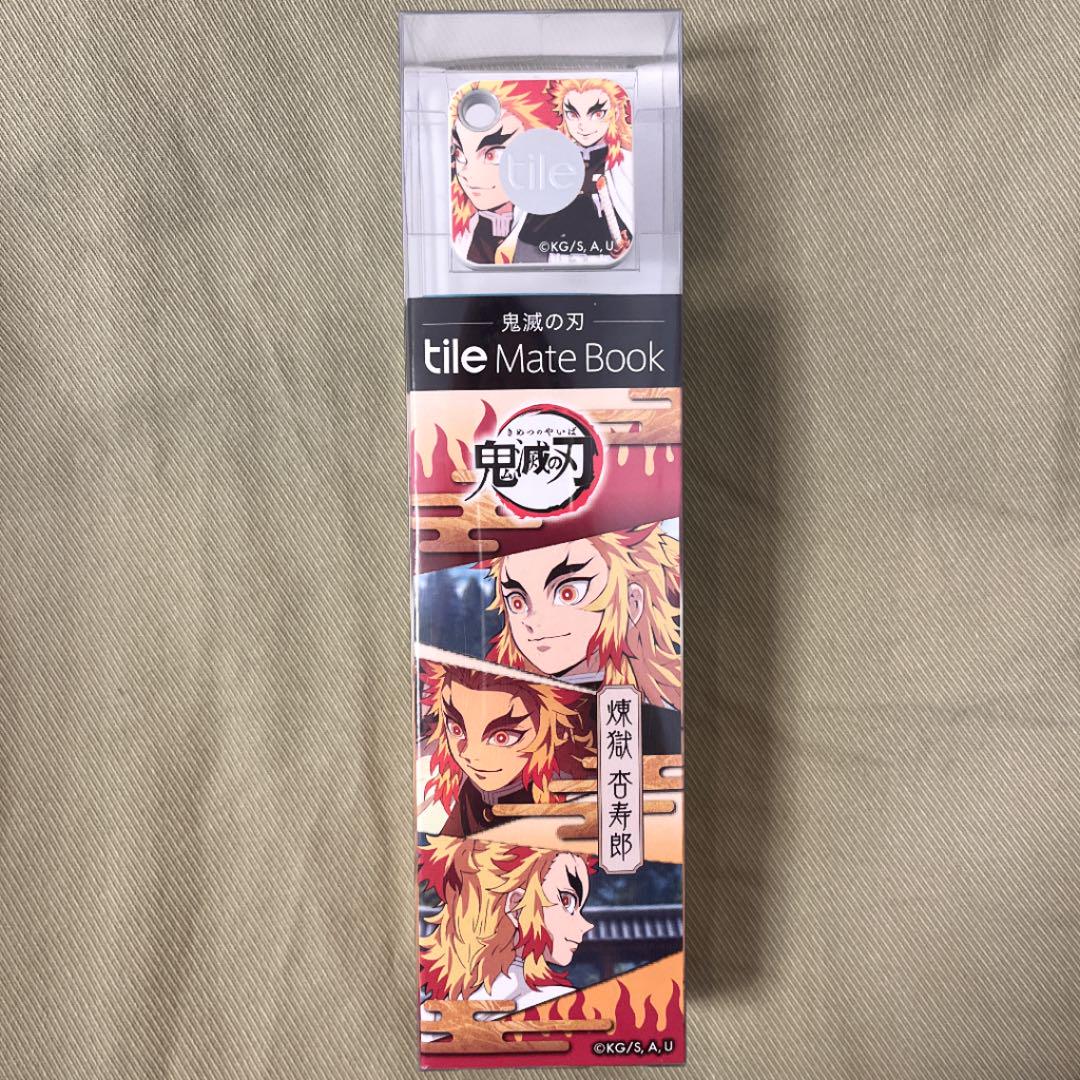 tile
©KG/S, A, U
鬼滅の刃
tile Mate Book
きめつのやいば
鬼滅の刃
煉獄 杏寿郎
©KG/S, A, U